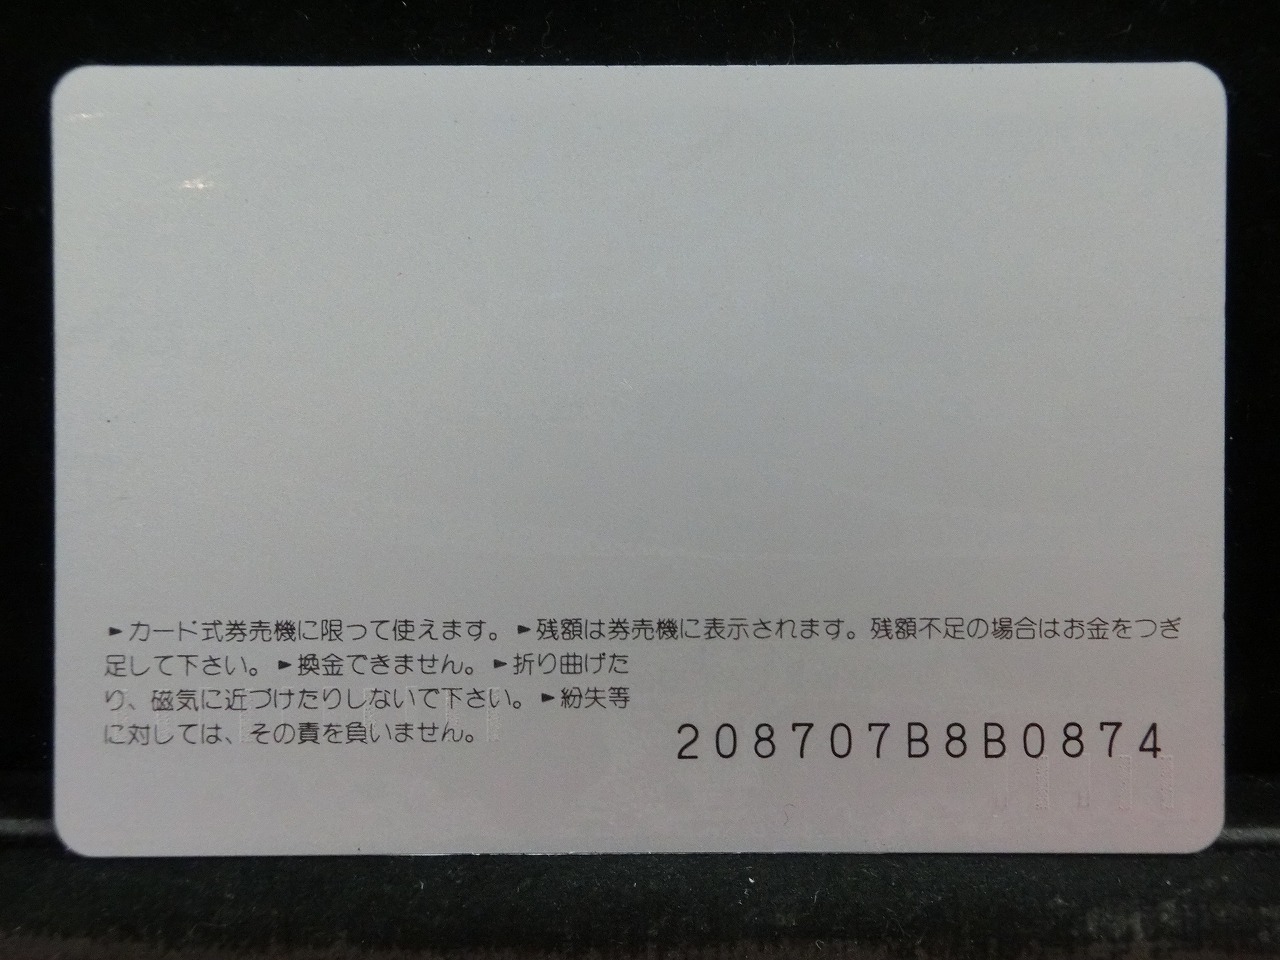 ►カード式券売機に限って使えます。►残額は券売機に表示されます。残額不足の場合はお金をつぎ
足して下さい。►換金できません。►折り曲げた
り、磁気に近づけたりしないで下さい。►紛失等
に対しては、その責を負いません。
208707B8B0874